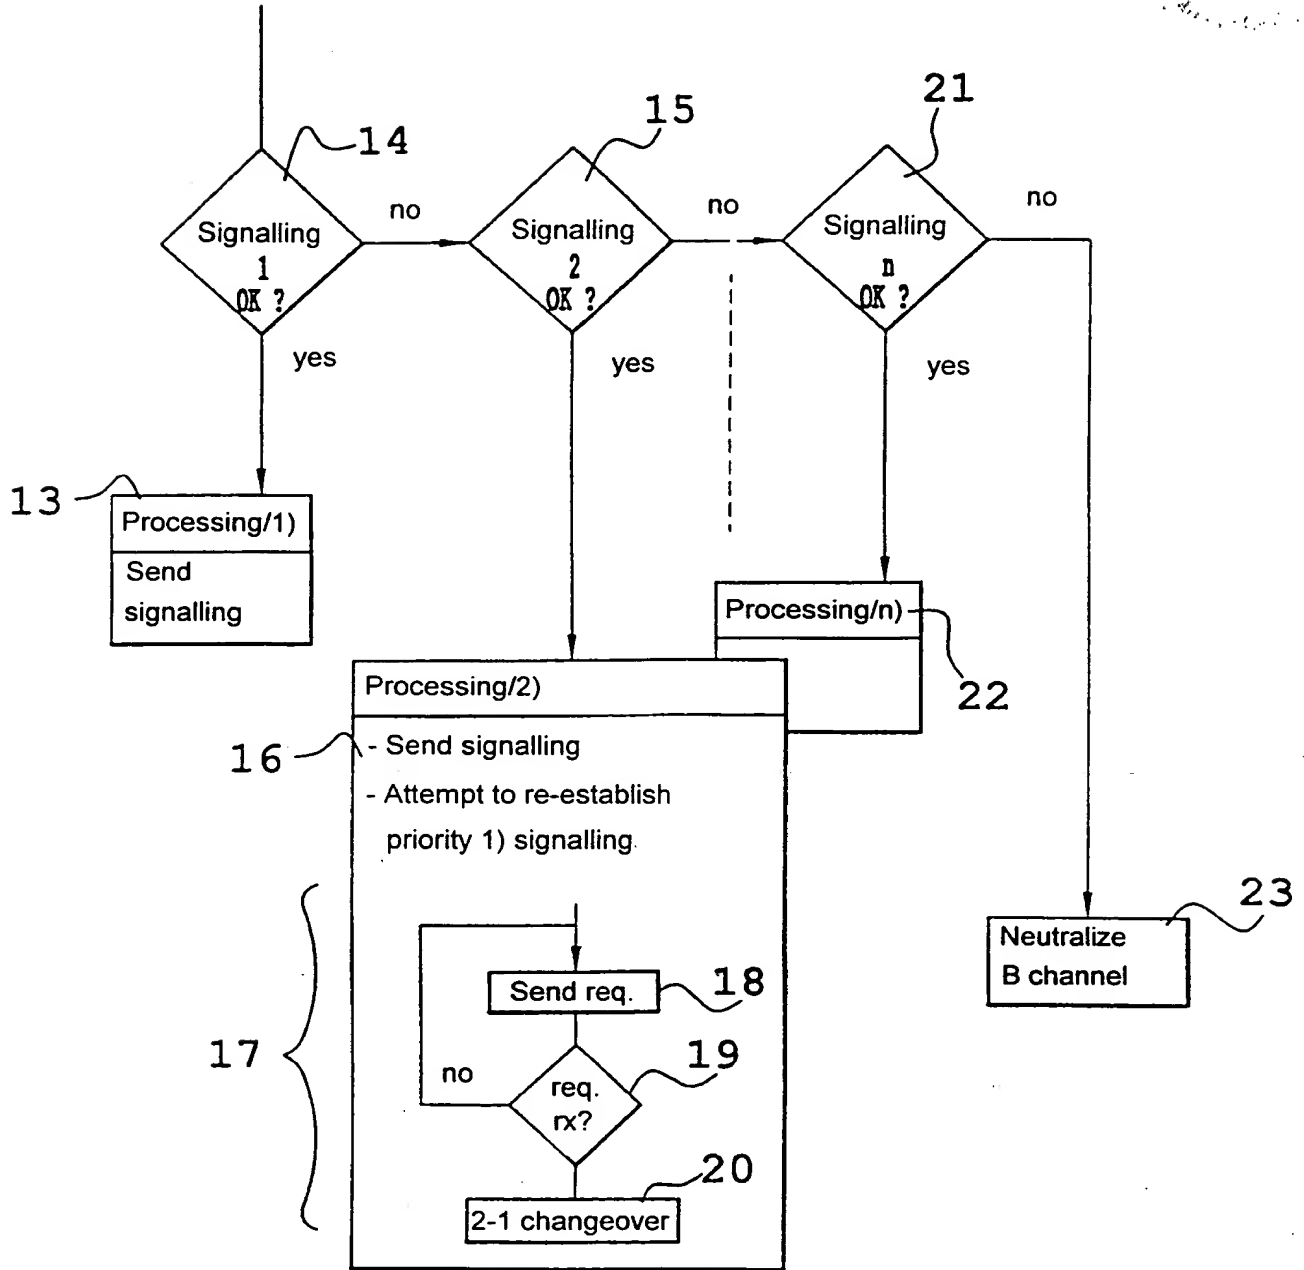 14
15
21
Signalling
1
OK ?
no
Signalling
2
OK ?
no
Signalling
n
OK ?
no
yes
yes
yes
13
Processing/1)
Send
signalling
Processing/n)
22
Processing/2)
16
- Send signalling
- Attempt to re-establish
priority 1) signalling
17
Send req.
18
no
req.
rx?
19
20
2-1 changeover
23
Neutralize
B channel